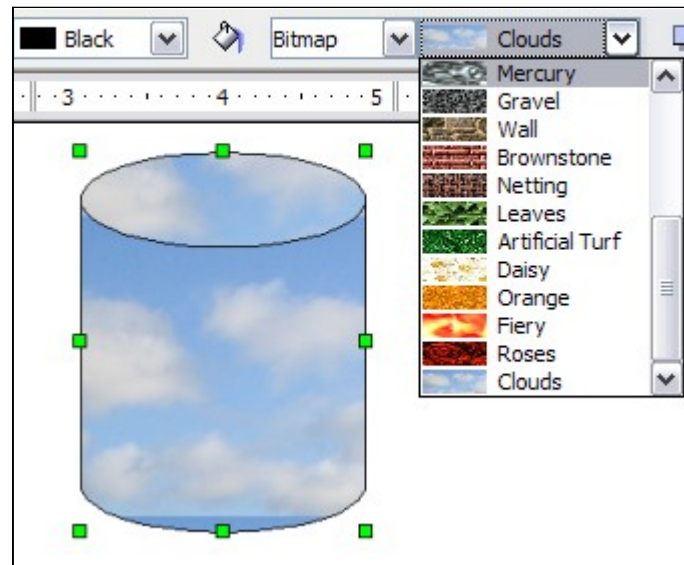 Black Bitmap Clouds
3 4 5
Mercury
Gravel
Wall
Brownstone
Netting
Leaves
Artificial Turf
Daisy
Orange
Fiery
Roses
Clouds